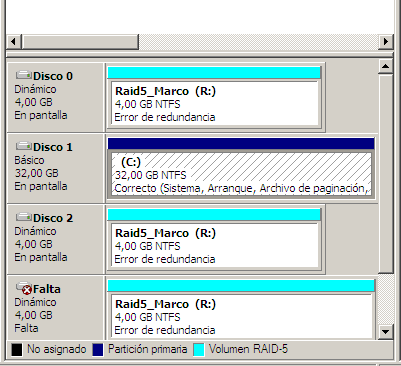 Disco 0
Dinámico
4,00 GB
En pantalla
Raid5_Marco (R:)
4,00 GB NTFS
Error de redundancia
Disco 1
Básico
32,00 GB
En pantalla
(C:)
32,00 GB NTFS
Correcto (Sistema, Arranque, Archivo de paginación,
Disco 2
Dinámico
4,00 GB
En pantalla
Raid5_Marco (R:)
4,00 GB NTFS
Error de redundancia
Falta
Dinámico
4,00 GB
Falta
Raid5_Marco (R:)
4,00 GB NTFS
Error de redundancia
No asignado Partición primaria Volumen RAID-5